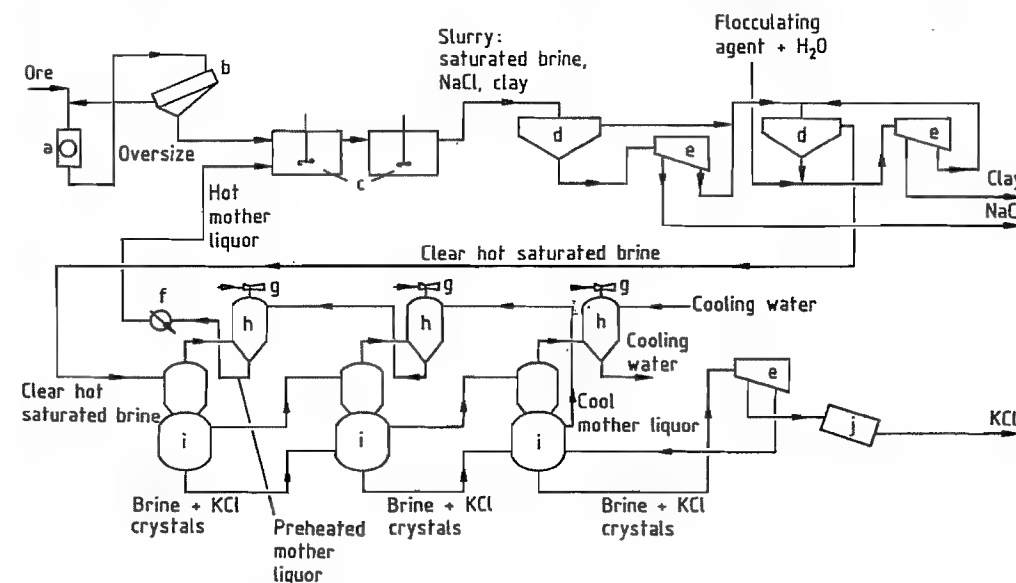 Slurry:
saturated brine,
NaCl, clay
Flocculating
agent + H₂O
Ore
b
a
Oversize
c
d
e
d
e
Hot
mother
liquor
Clay
NaCl
Clear hot saturated brine
f
g
g
g
h
h
h
Cooling water
Cooling
water
Clear hot
saturated brine
i
i
i
Cool
mother liquor
e
j
KCl
Brine + KCl
crystals
Brine + KCl
crystals
Brine + KCl
crystals
Preheated
mother
liquor